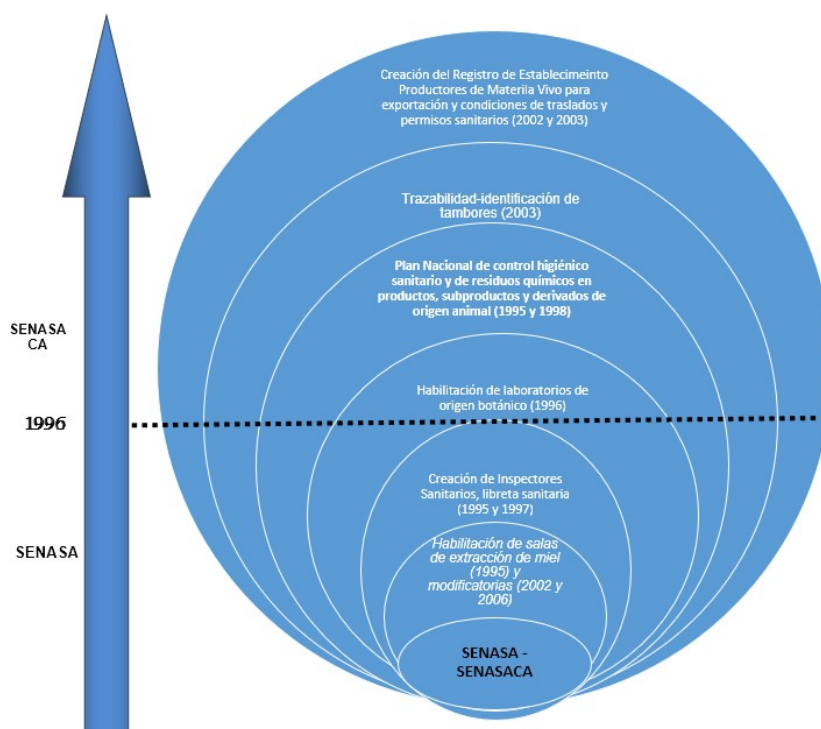 Creación del Registro de Establecimeinto
Productores de Materila Vivo para
exportación y condiciones de traslados y
permisos sanitarios (2002 y 2003)
Trazabilidad-identificación de
tambores (2003)
Plan Nacional de control higiénico
sanitario y de residuos químicos en
productos, subproductos y derivados de
origen animal (1995 y 1998)
SENASA
CA
Habilitación de laboratorios de
origen botánico (1996)
1996
Creación de Inspectores
Sanitarios, libreta sanitaria
(1995 y 1997)
SENASA
Habilitación de salas
de extracción de miel
(1995) y
modificatorias (2002 y
2006)
SENASA -
SENASACA